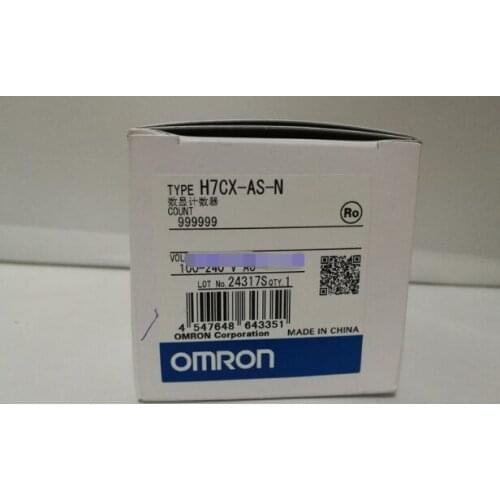 TYPE H7CX-AS-N
数显计数器
COUNT
999999
Ro
VOL
100-240 V AC
LOT No. 24317S QTY. 1
4 547648 643351
OMRON Corporation
MADE IN CHINA
OMRON